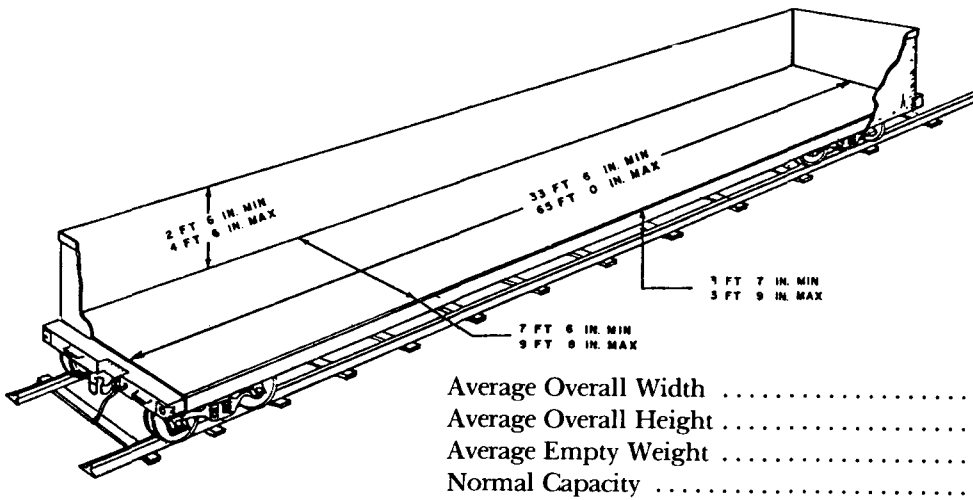 2 FT 6 IN. MIN
4 FT 6 IN. MAX
33 FT 6 IN. MIN
65 FT 0 IN. MAX
3 FT 7 IN. MIN
3 FT 9 IN. MAX
7 FT 6 IN. MIN
9 FT 8 IN. MAX
Average Overall Width . . . . . . . . . . . . . . . . . . .
Average Overall Height . . . . . . . . . . . . . . . . . . .
Average Empty Weight . . . . . . . . . . . . . . . . . . .
Normal Capacity . . . . . . . . . . . . . . . . . . . . . . .